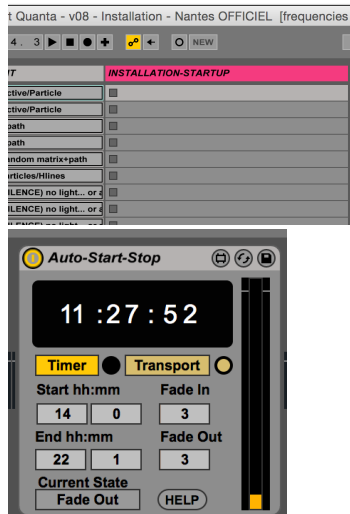 t Quanta - v08 - Installation - Nantes OFFICIEL [frequencies
4 . 3 NEW
INSTALLATION-STARTUP
ctive/Particle
ctive/Particle
path
path
andom matrix+path
articles/Hlines
ILENCE) no light... or a
ILENCE) no light... or a
Auto-Start-Stop
11 : 27 : 52
Timer Transport
Start hh:mm Fade In
14 0 3
End hh:mm Fade Out
22 1 3
Current State
Fade Out HELP